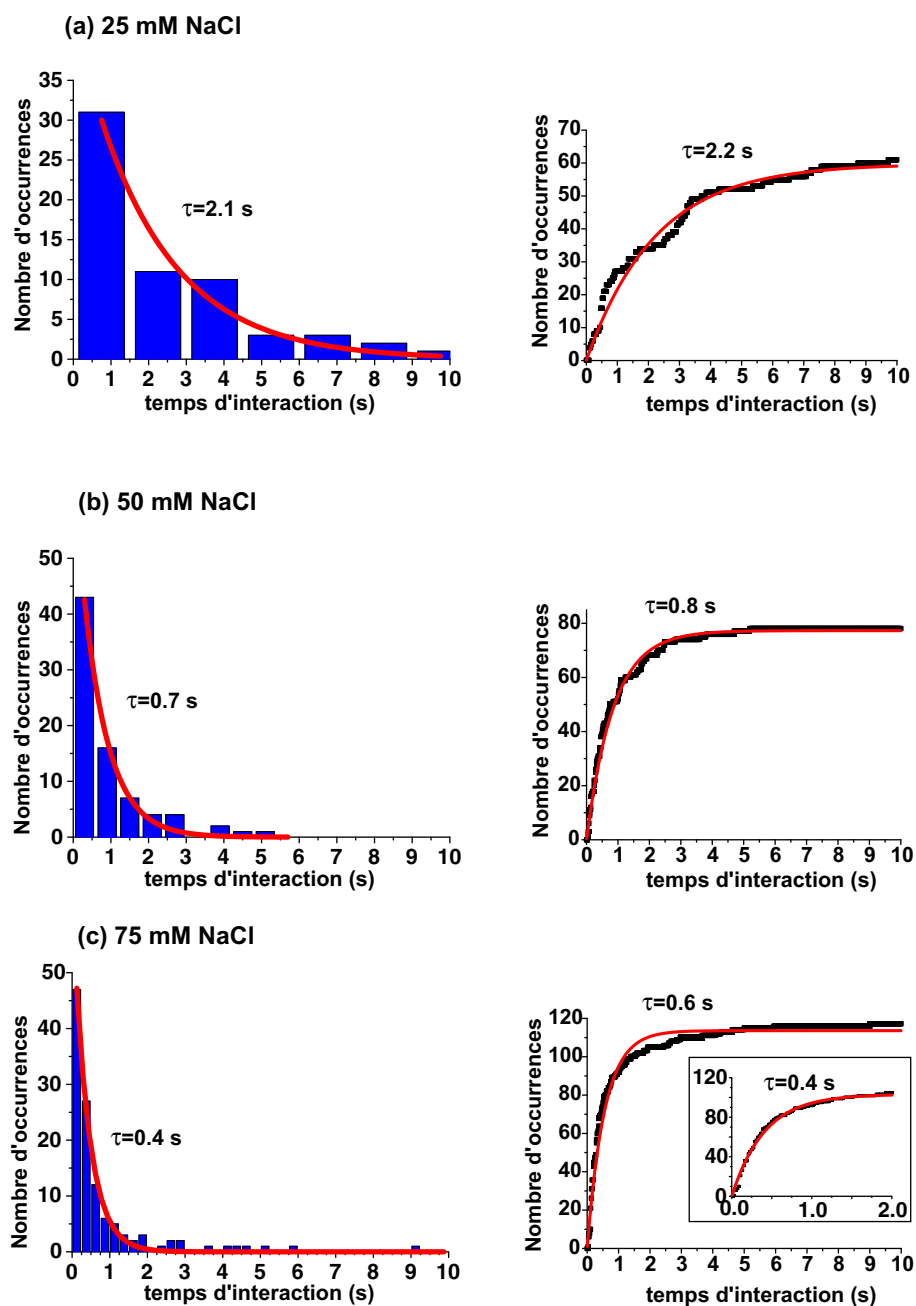 (a) 25 mM NaCl
Nombre d'occurrences
35
30
25
20
15
10
5
0
τ=2.1 s
0 1 2 3 4 5 6 7 8 9 10
temps d'interaction (s)
Nombre d'occurrences
70
60
50
40
30
20
10
0
τ=2.2 s
0 1 2 3 4 5 6 7 8 9 10
temps d'interaction (s)
(b) 50 mM NaCl
Nombre d'occurrences
50
40
30
20
10
0
τ=0.7 s
0 1 2 3 4 5 6 7 8 9 10
temps d'interaction (s)
Nombre d'occurrences
80
60
40
20
0
τ=0.8 s
0 1 2 3 4 5 6 7 8 9 10
temps d'interaction (s)
(c) 75 mM NaCl
Nombre d'occurrences
50
40
30
20
10
0
τ=0.4 s
0 1 2 3 4 5 6 7 8 9 10
temps d'interaction (s)
Nombre d'occurrences
120
100
80
60
40
20
0
τ=0.6 s
120
80
40
0
τ=0.4 s
0.0 1.0 2.0
0 1 2 3 4 5 6 7 8 9 10
temps d'interaction (s)